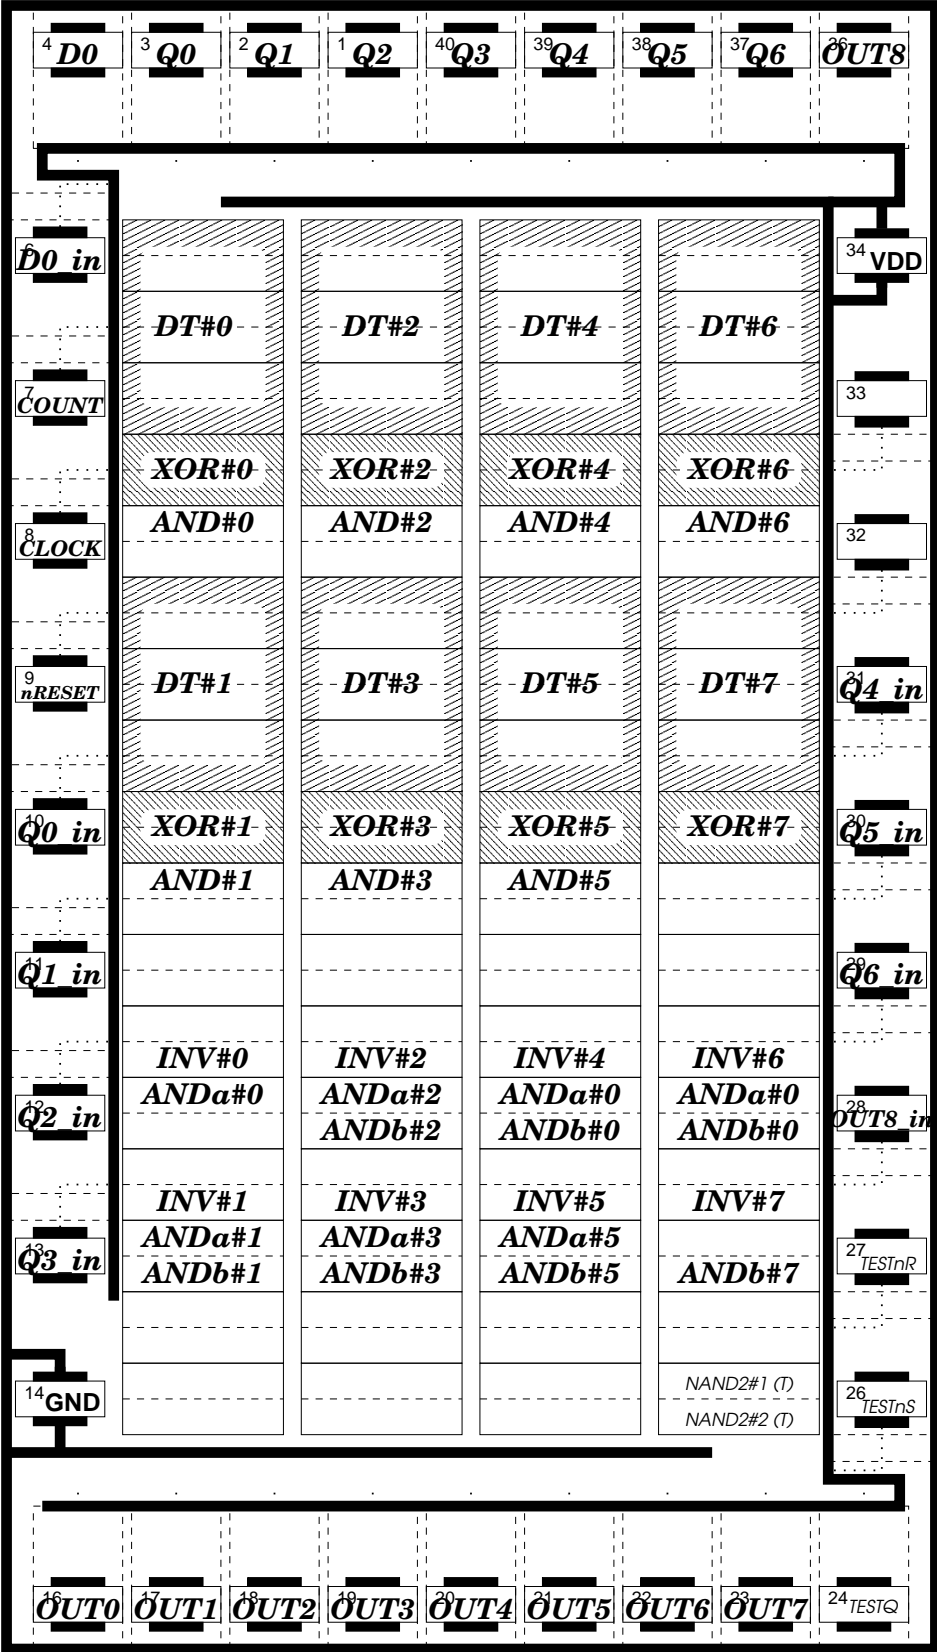 4 D0 3 Q0 2 Q1 1 Q2 40 Q3 39 Q4 38 Q5 37 Q6 36 OUT8
6 D0_in 34 VDD
DT#0 DT#2 DT#4 DT#6
7 COUNT 33
XOR#0 XOR#2 XOR#4 XOR#6
AND#0 AND#2 AND#4 AND#6
8 CLOCK 32
9 nRESET DT#1 DT#3 DT#5 DT#7 31 Q4_in
10 Q0_in XOR#1 XOR#3 XOR#5 XOR#7 30 Q5_in
AND#1 AND#3 AND#5
11 Q1_in 29 Q6_in
INV#0 INV#2 INV#4 INV#6
ANDa#0 ANDa#2 ANDa#0 ANDa#0
12 Q2_in ANDb#2 ANDb#0 ANDb#0 28 OUT8_in
INV#1 INV#3 INV#5 INV#7
ANDa#1 ANDa#3 ANDa#5
13 Q3_in 27 TESTnR
ANDb#1 ANDb#3 ANDb#5 ANDb#7
NAND2#1 (T)
14 GND 26 TESTnS
NAND2#2 (T)
16 OUT0 17 OUT1 18 OUT2 19 OUT3 20 OUT4 21 OUT5 22 OUT6 23 OUT7 24 TESTQ